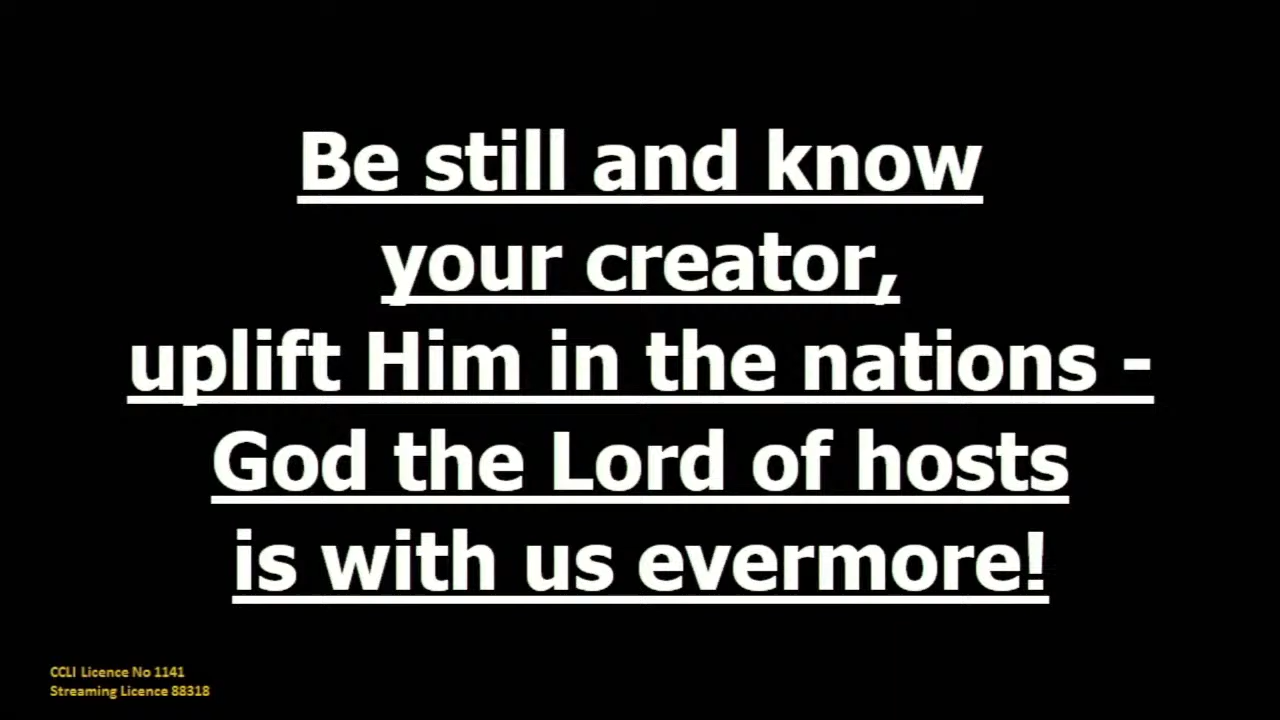 Be still and know
your creator,
uplift Him in the nations -
God the Lord of hosts
is with us evermore!
CCLI Licence No 1141
Streaming Licence 88318